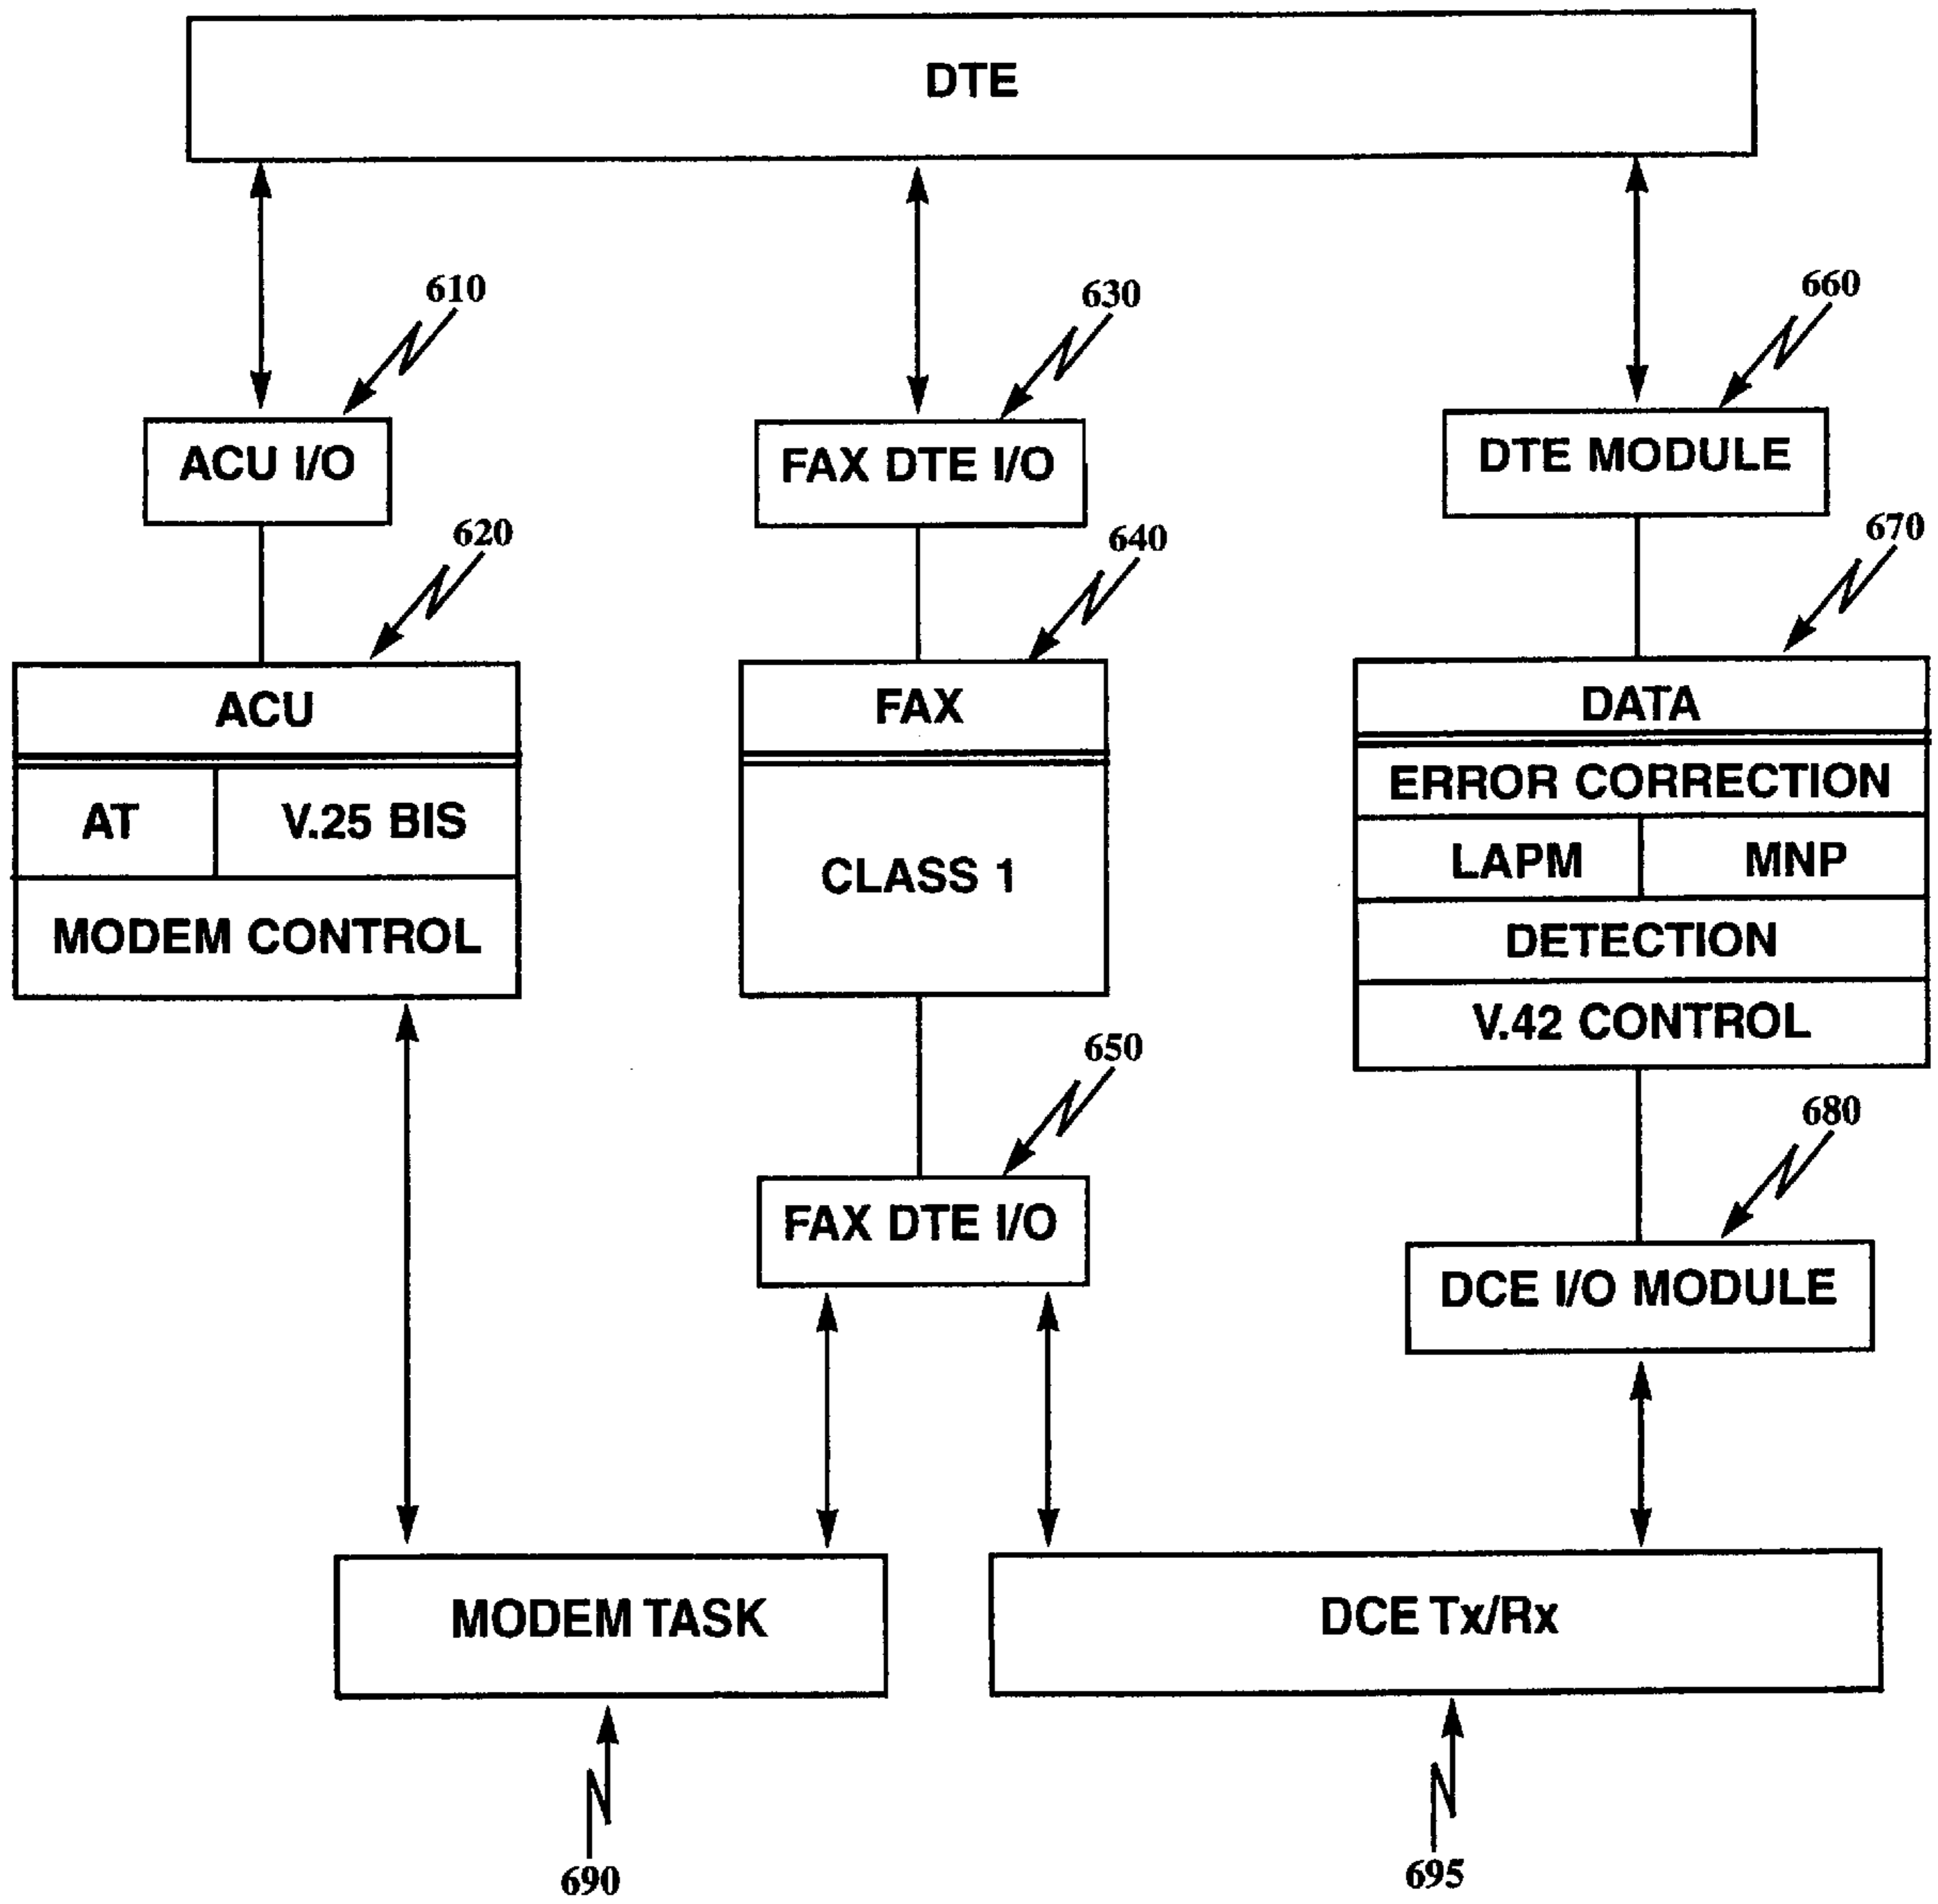 DTE
610
630
660
ACU I/O
FAX DTE I/O
DTE MODULE
620
640
670
ACU
FAX
DATA
AT
V.25 BIS
CLASS 1
ERROR CORRECTION
LAPM
MNP
MODEM CONTROL
DETECTION
V.42 CONTROL
650
680
FAX DTE I/O
DCE I/O MODULE
MODEM TASK
DCE Tx/Rx
690
695